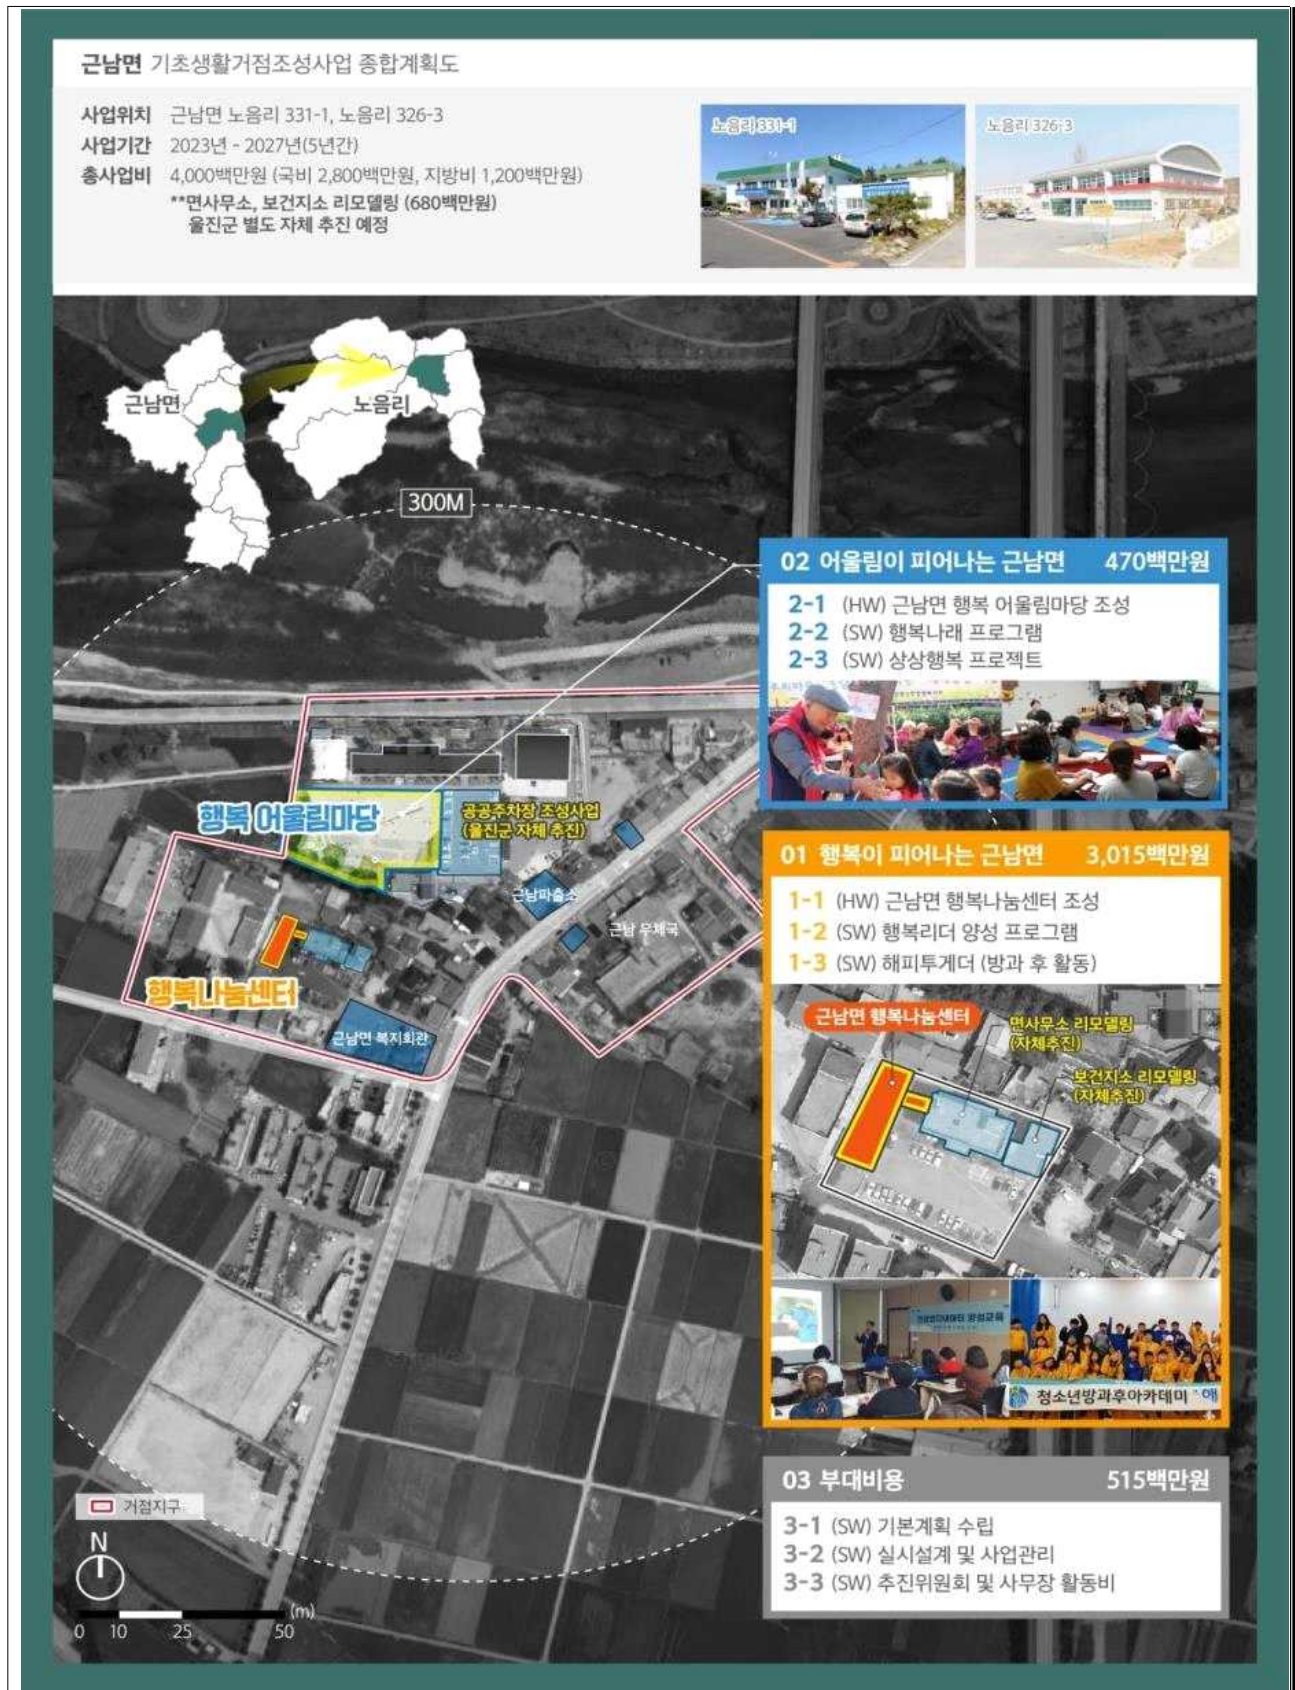 근남면 기초생활거점조성사업 종합계획도
사업위치 근남면 노음리 331-1, 노음리 326-3
사업기간 2023년 - 2027년(5년간)
총사업비 4,000백만원 (국비 2,800백만원, 지방비 1,200백만원)
**면사무소, 보건지소 리모델링 (680백만원)
울진군 별도 자체 추진 예정
노음리 331-1
노음리 326-3
근남면
노음리
300M
02 어울림이 피어나는 근남면 470백만원
2-1 (HW) 근남면 행복 어울림마당 조성
2-2 (SW) 행복나래 프로그램
2-3 (SW) 상상행복 프로젝트
행복 어울림마당
공공주차장 조성사업
(울진군 자체 추진)
근남파출소
근남 우체국
행복나눔센터
근남면 복지회관
01 행복이 피어나는 근남면 3,015백만원
1-1 (HW) 근남면 행복나눔센터 조성
1-2 (SW) 행복리더 양성 프로그램
1-3 (SW) 해피투게더 (방과 후 활동)
근남면 행복나눔센터
면사무소 리모델링
(자체추진)
보건지소 리모델링
(자체추진)
양성교육
청소년방과후아카데미
03 부대비용 515백만원
3-1 (SW) 기본계획 수립
3-2 (SW) 실시설계 및 사업관리
3-3 (SW) 추진위원회 및 사무장 활동비
거점지구
N
(m)
0 10 25 50